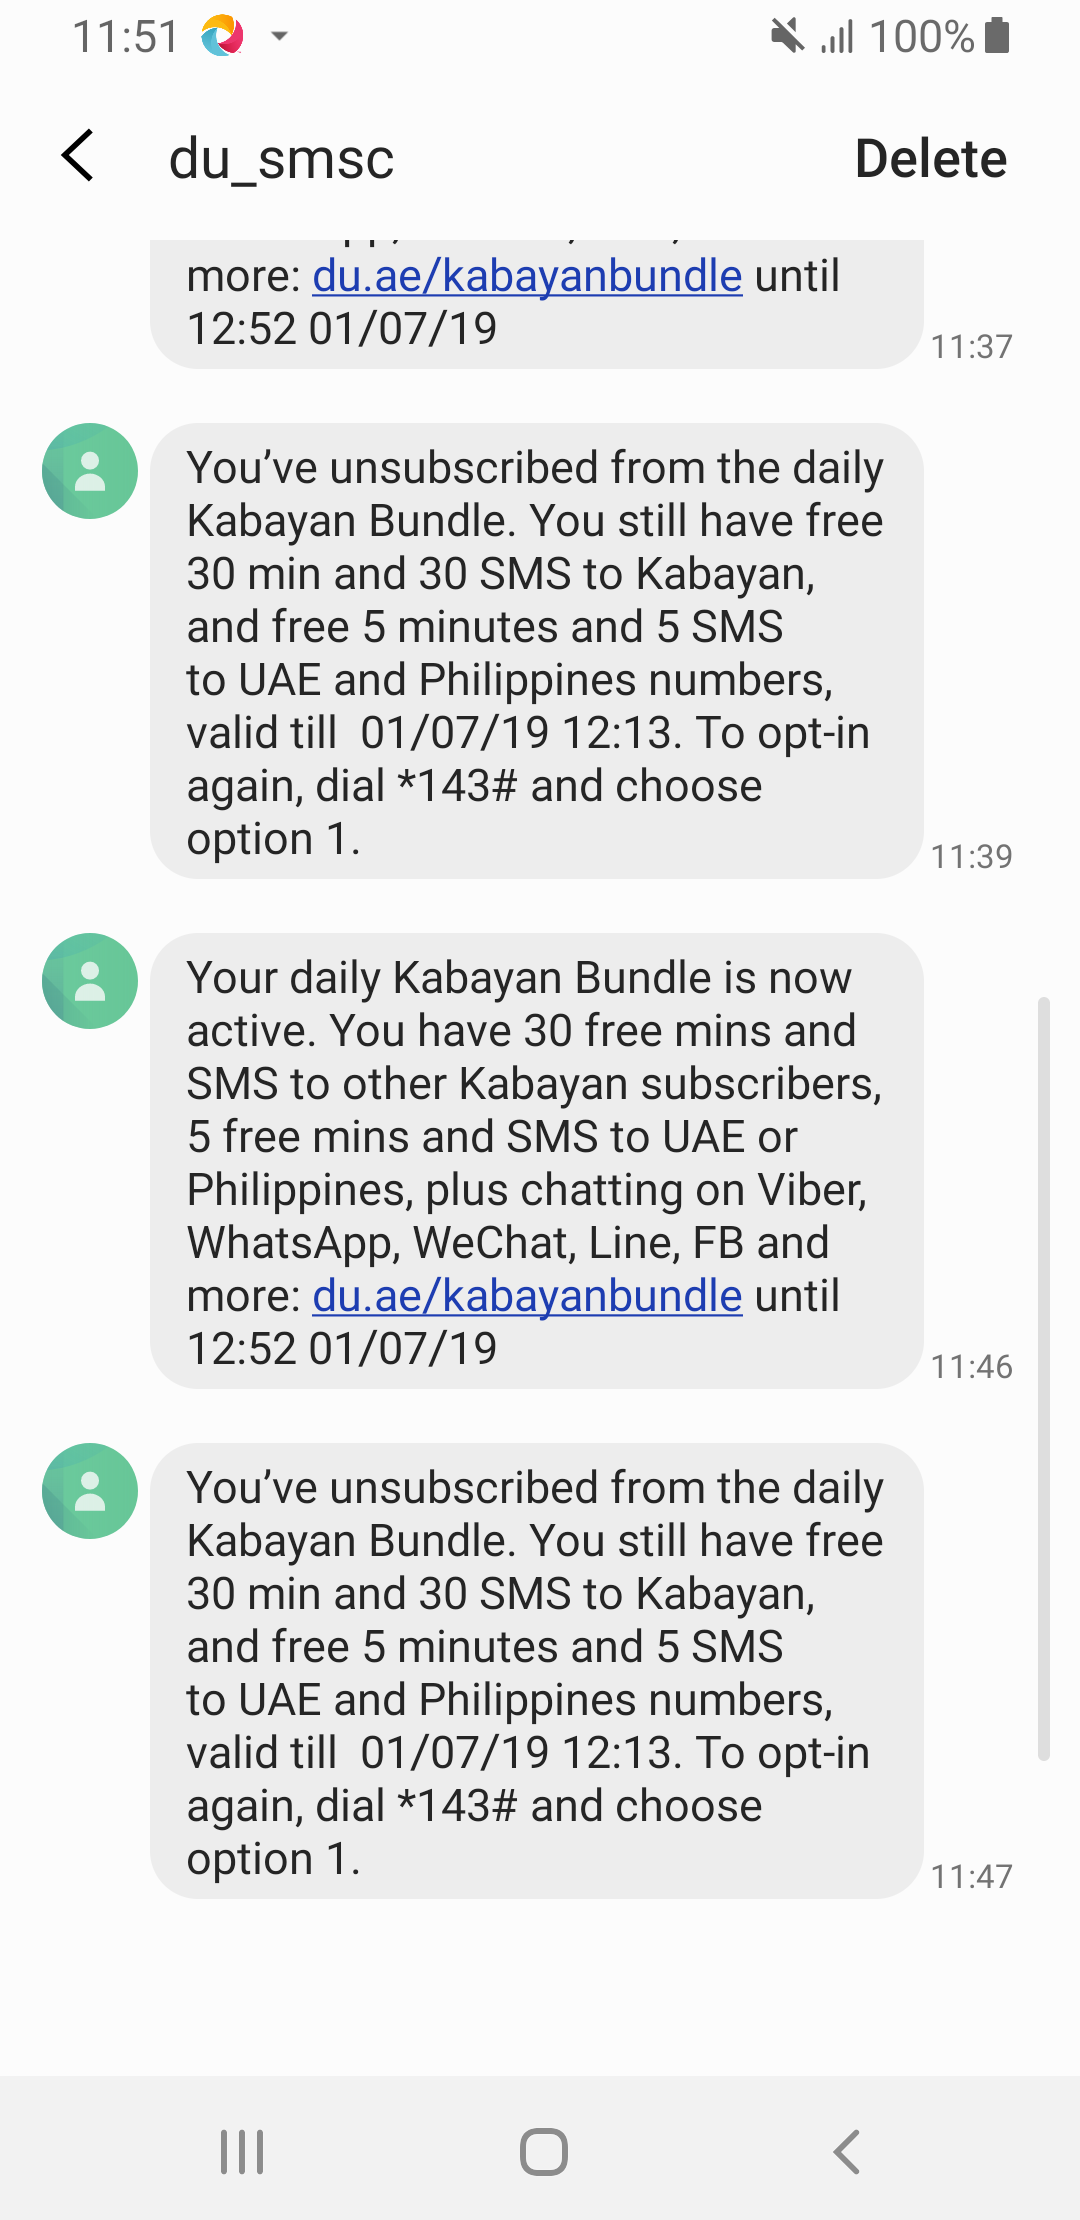 11:51
100%
du_smsc
Delete
more: du.ae/kabayanbundle until
12:52 01/07/19
11:37
You’ve unsubscribed from the daily
Kabayan Bundle. You still have free
30 min and 30 SMS to Kabayan,
and free 5 minutes and 5 SMS
to UAE and Philippines numbers,
valid till  01/07/19 12:13. To opt-in
again, dial *143# and choose
option 1.
11:39
Your daily Kabayan Bundle is now
active. You have 30 free mins and
SMS to other Kabayan subscribers,
5 free mins and SMS to UAE or
Philippines, plus chatting on Viber,
WhatsApp, WeChat, Line, FB and
more: du.ae/kabayanbundle until
12:52 01/07/19
11:46
You’ve unsubscribed from the daily
Kabayan Bundle. You still have free
30 min and 30 SMS to Kabayan,
and free 5 minutes and 5 SMS
to UAE and Philippines numbers,
valid till  01/07/19 12:13. To opt-in
again, dial *143# and choose
option 1.
11:47